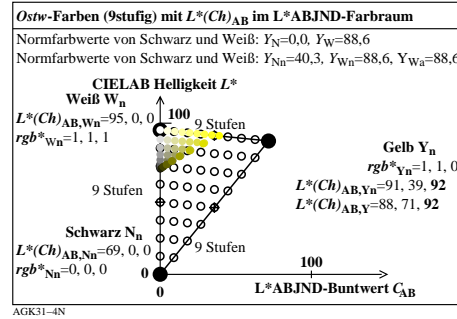 Ostw-Farben (9stufig) mit L*(Ch)AB im L*ABJND-Farbraum
Normfarbwerte von Schwarz und Weiß: YN=0,0, YW=88,6
Normfarbwerte von Schwarz und Weiß: YNn=40,3, YWn=88,6, YWa=88,6
CIELAB Helligkeit L*
Weiß Wn
L*(Ch)AB,Wn=95, 0, 0
rgb*Wn=1, 1, 1
100
9 Stufen
Gelb Yn
rgb*Yn=1, 1, 0
L*(Ch)AB,Yn=91, 39, 92
L*(Ch)AB,Y=88, 71, 92
9 Stufen
Schwarz Nn
L*(Ch)AB,Nn=69, 0, 0
rgb*Nn=0, 0, 0
9 Stufen
0
0
100
L*ABJND-Buntwert CAB
AGK31-4N